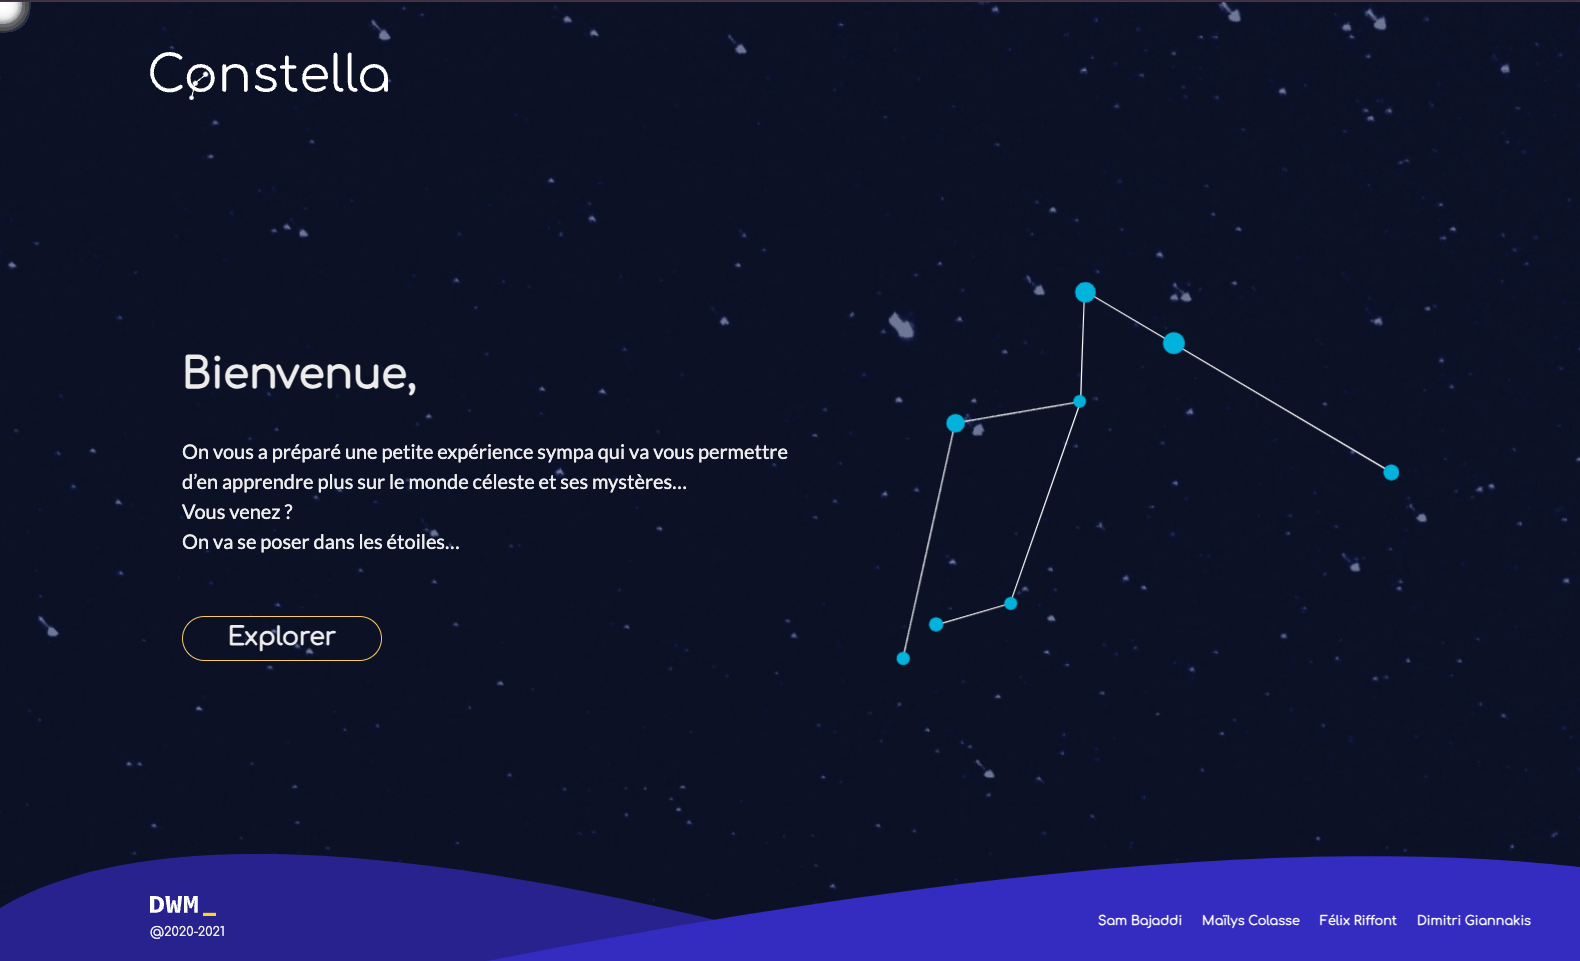 Constella
Bienvenue,
On vous a préparé une petite expérience sympa qui va vous permettre
d'en apprendre plus sur le monde céleste et ses mystères...
Vous venez ?
On va se poser dans les étoiles...
Explorer
DWM_
@2020-2021
Sam Bajaddi Maïlys Colasse Félix Riffont Dimitri Giannakis